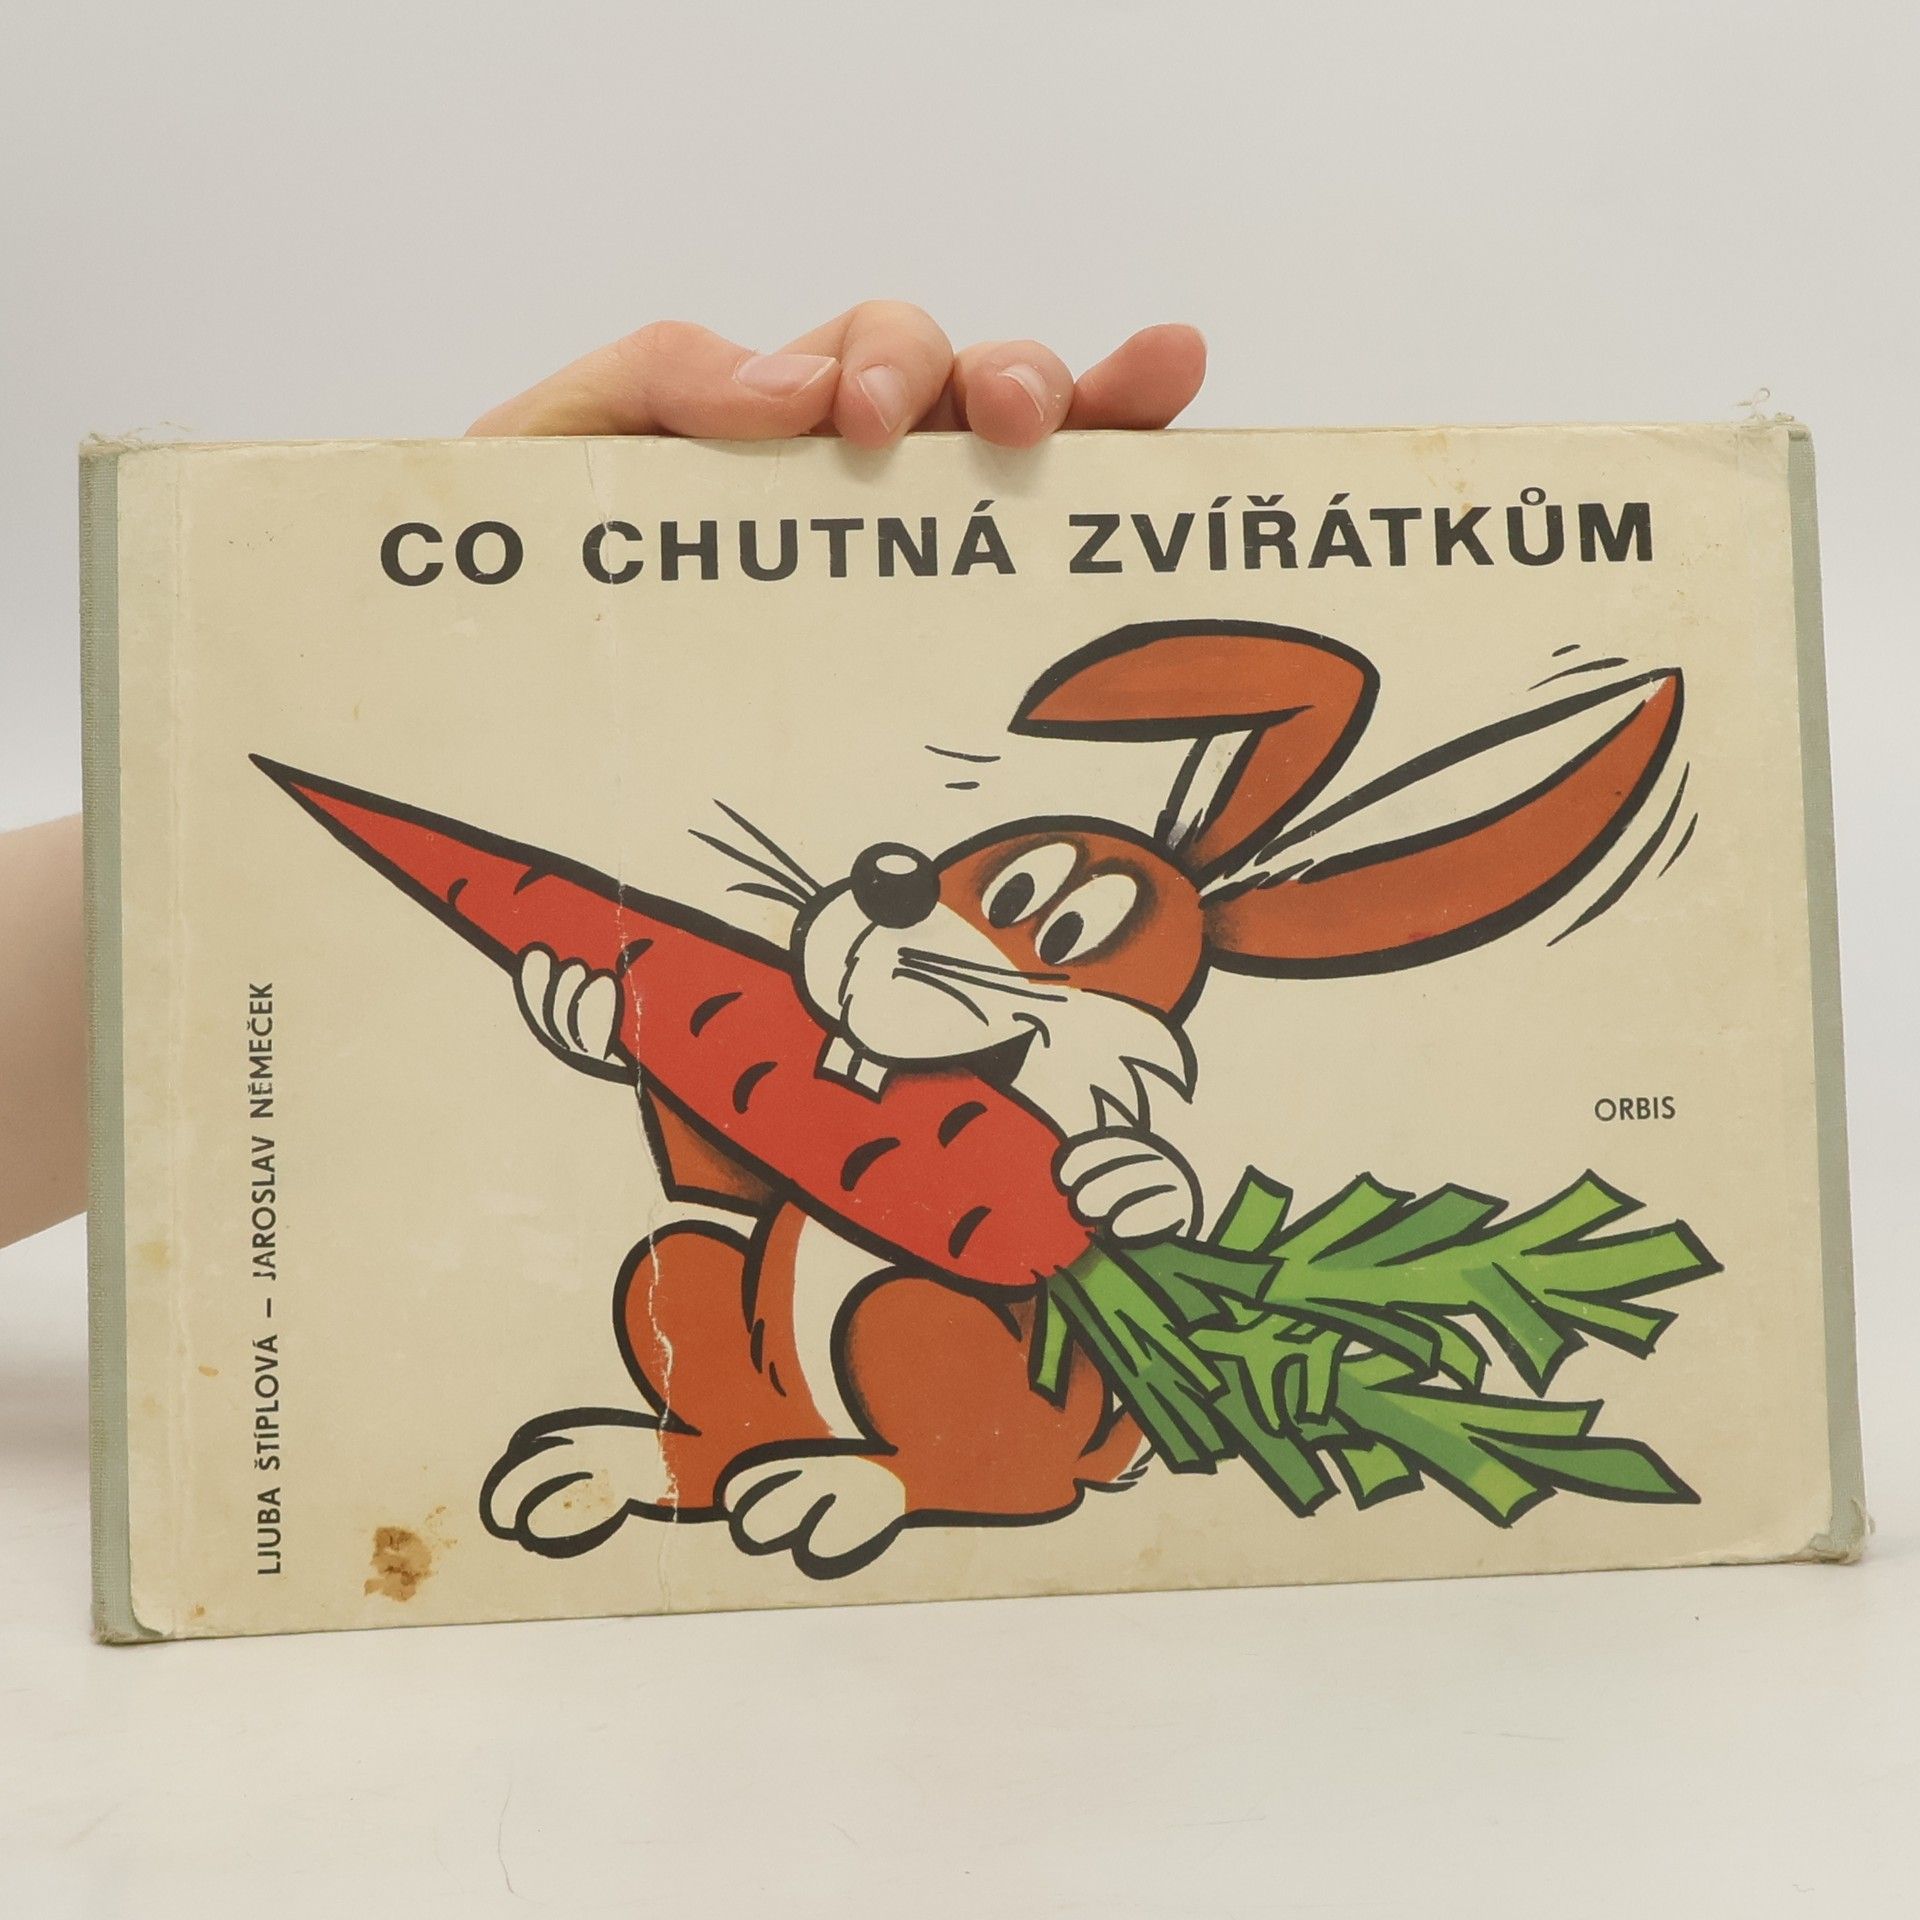 CO CHUTNÁ ZVÍŘÁTKŮM
LJUBA ŠTÍPLOVÁ – JAROSLAV NĚMEČEK
ORBIS